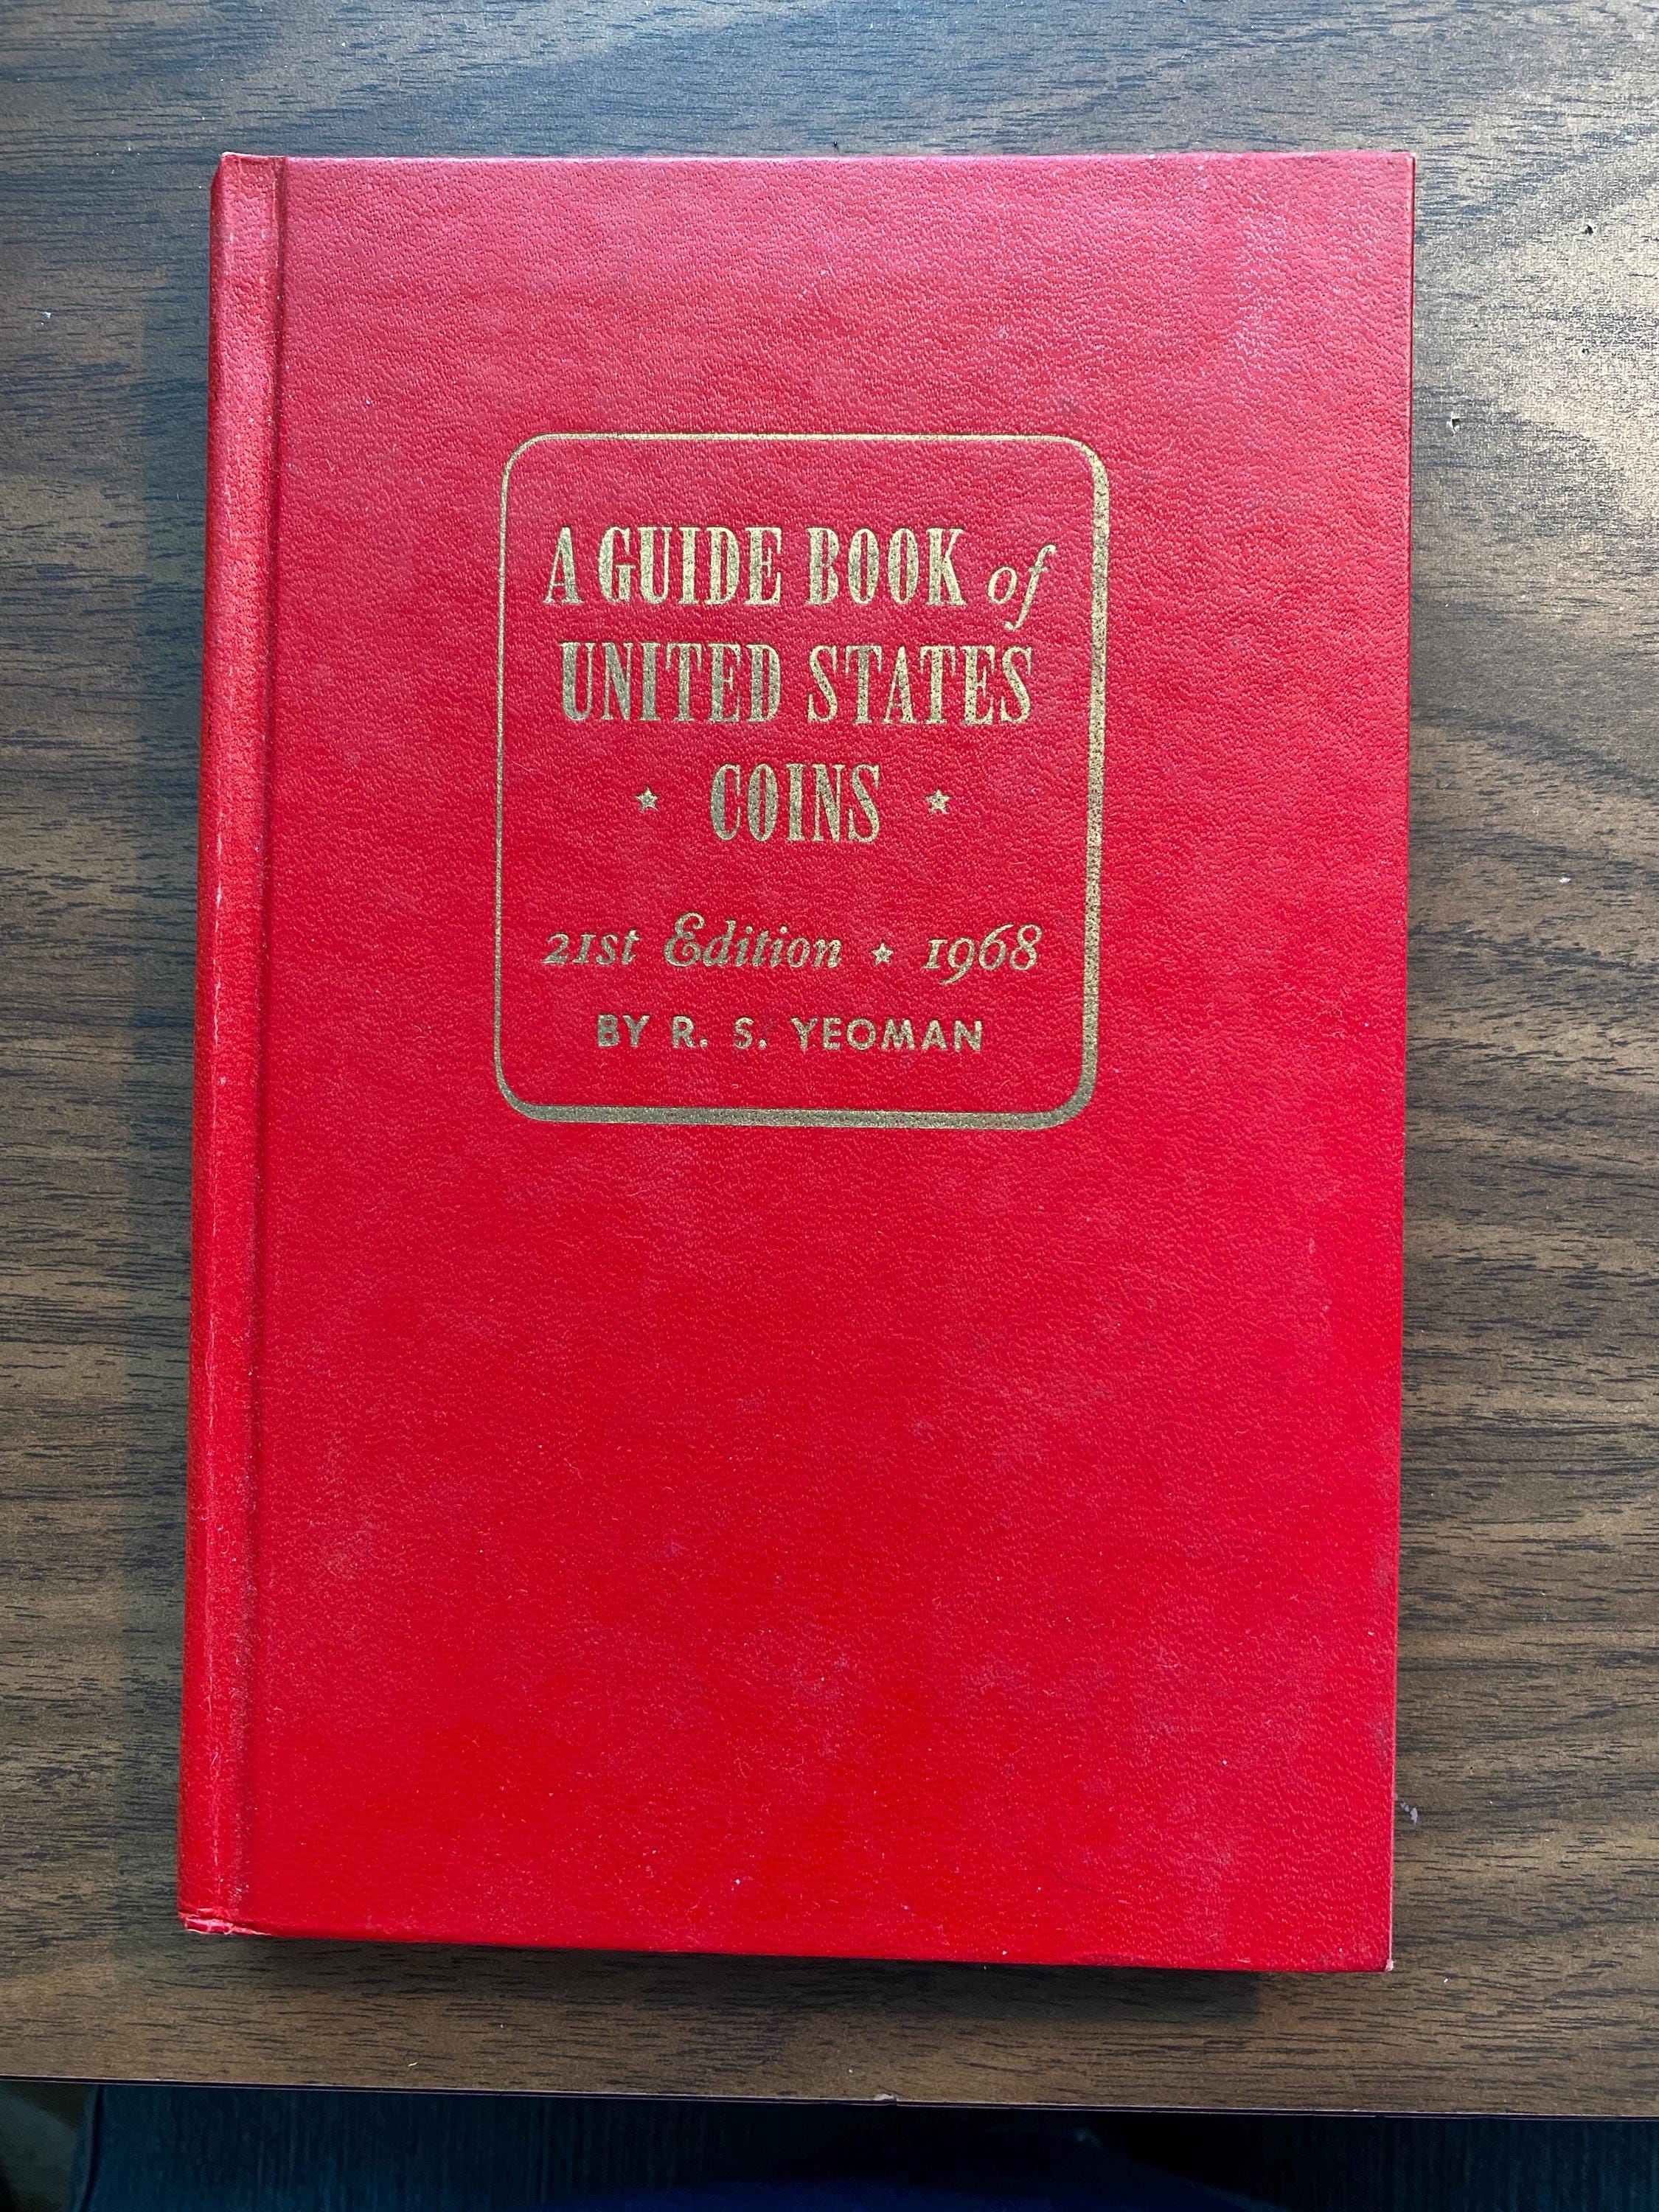 A GUIDE BOOK of
UNITED STATES
★ COINS ★
21st Edition ★ 1968
BY R. S. YEOMAN